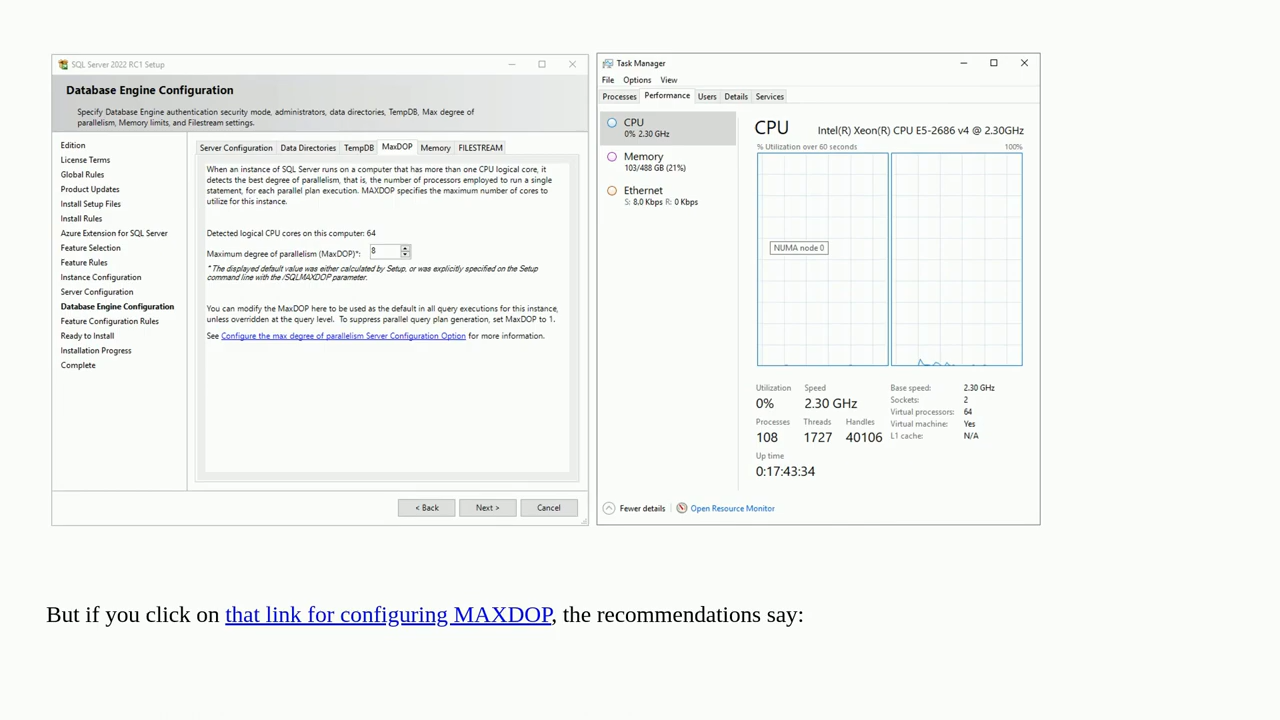 SQL Server 2022 RC1 Setup
Database Engine Configuration
Specify Database Engine authentication security mode, administrators, data directories, TempDB, Max degree of
parallelism, Memory limits, and Filestream settings.
Edition
License Terms
Global Rules
Product Updates
Install Setup Files
Install Rules
Azure Extension for SQL Server
Feature Selection
Feature Rules
Instance Configuration
Server Configuration
Database Engine Configuration
Feature Configuration Rules
Ready to Install
Installation Progress
Complete
Server Configuration Data Directories TempDB MaxDOP Memory FILESTREAM
When an instance of SQL Server runs on a computer that has more than one CPU logical core, it
detects the best degree of parallelism, that is, the number of processors employed to run a single
statement, for each parallel plan execution. MAXDOP specifies the maximum number of cores to
utilize for this instance.
Detected logical CPU cores on this computer: 64
Maximum degree of parallelism (MaxDOP)*: 8
* The displayed default value was either calculated by Setup, or was explicitly specified on the Setup
command line with the /SQLMAXDOP parameter.
You can modify the MaxDOP here to be used as the default in all query executions for this instance,
unless overridden at the query level. To suppress parallel query plan generation, set MaxDOP to 1.
See Configure the max degree of parallelism Server Configuration Option for more information.
< Back Next > Cancel
Task Manager
File Options View
Processes Performance Users Details Services
CPU
0% 2.30 GHz
Memory
103/488 GB (21%)
Ethernet
S: 8.0 Kbps R: 0 Kbps
CPU Intel(R) Xeon(R) CPU E5-2686 v4 @ 2.30GHz
% Utilization over 60 seconds 100%
NUMA node 0
Utilization Speed
0% 2.30 GHz
Processes Threads Handles
108 1727 40106
Up time
0:17:43:34
Base speed: 2.30 GHz
Sockets: 2
Virtual processors: 64
Virtual machine: Yes
L1 cache: N/A
Fewer details Open Resource Monitor
But if you click on that link for configuring MAXDOP, the recommendations say: